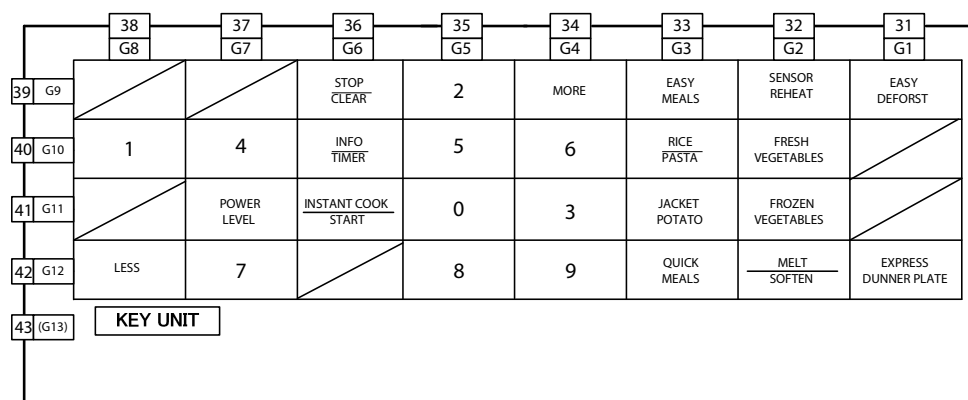 38 37 36 35 34 33 32 31
G8 G7 G6 G5 G4 G3 G2 G1
39 G9
STOP
CLEAR
2
MORE
EASY
MEALS
SENSOR
REHEAT
EASY
DEFORST
40 G10
1
4
INFO
TIMER
5
6
RICE
PASTA
FRESH
VEGETABLES
41 G11
POWER
LEVEL
INSTANT COOK
START
0
3
JACKET
POTATO
FROZEN
VEGETABLES
42 G12
LESS
7
8
9
QUICK
MEALS
MELT
SOFTEN
EXPRESS
DUNNER PLATE
43 (G13)
KEY UNIT